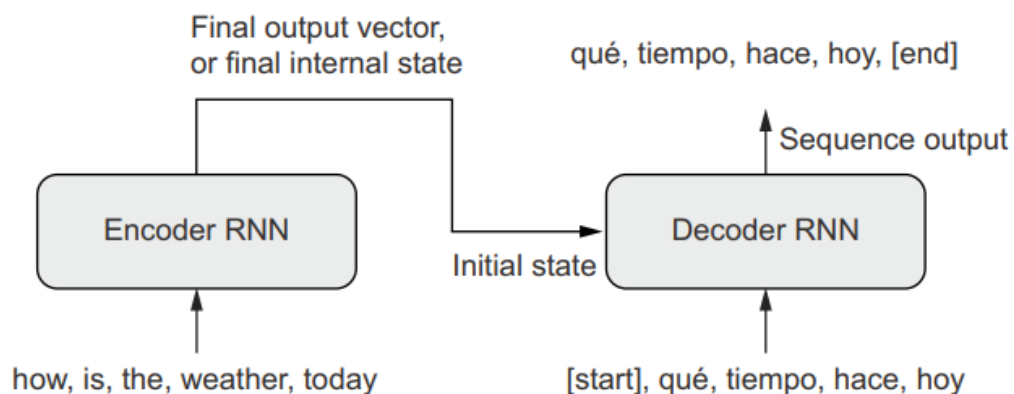 Final output vector,
or final internal state
qué, tiempo, hace, hoy, [end]
Sequence output
Encoder RNN
Decoder RNN
Initial state
how, is, the, weather, today
[start], qué, tiempo, hace, hoy